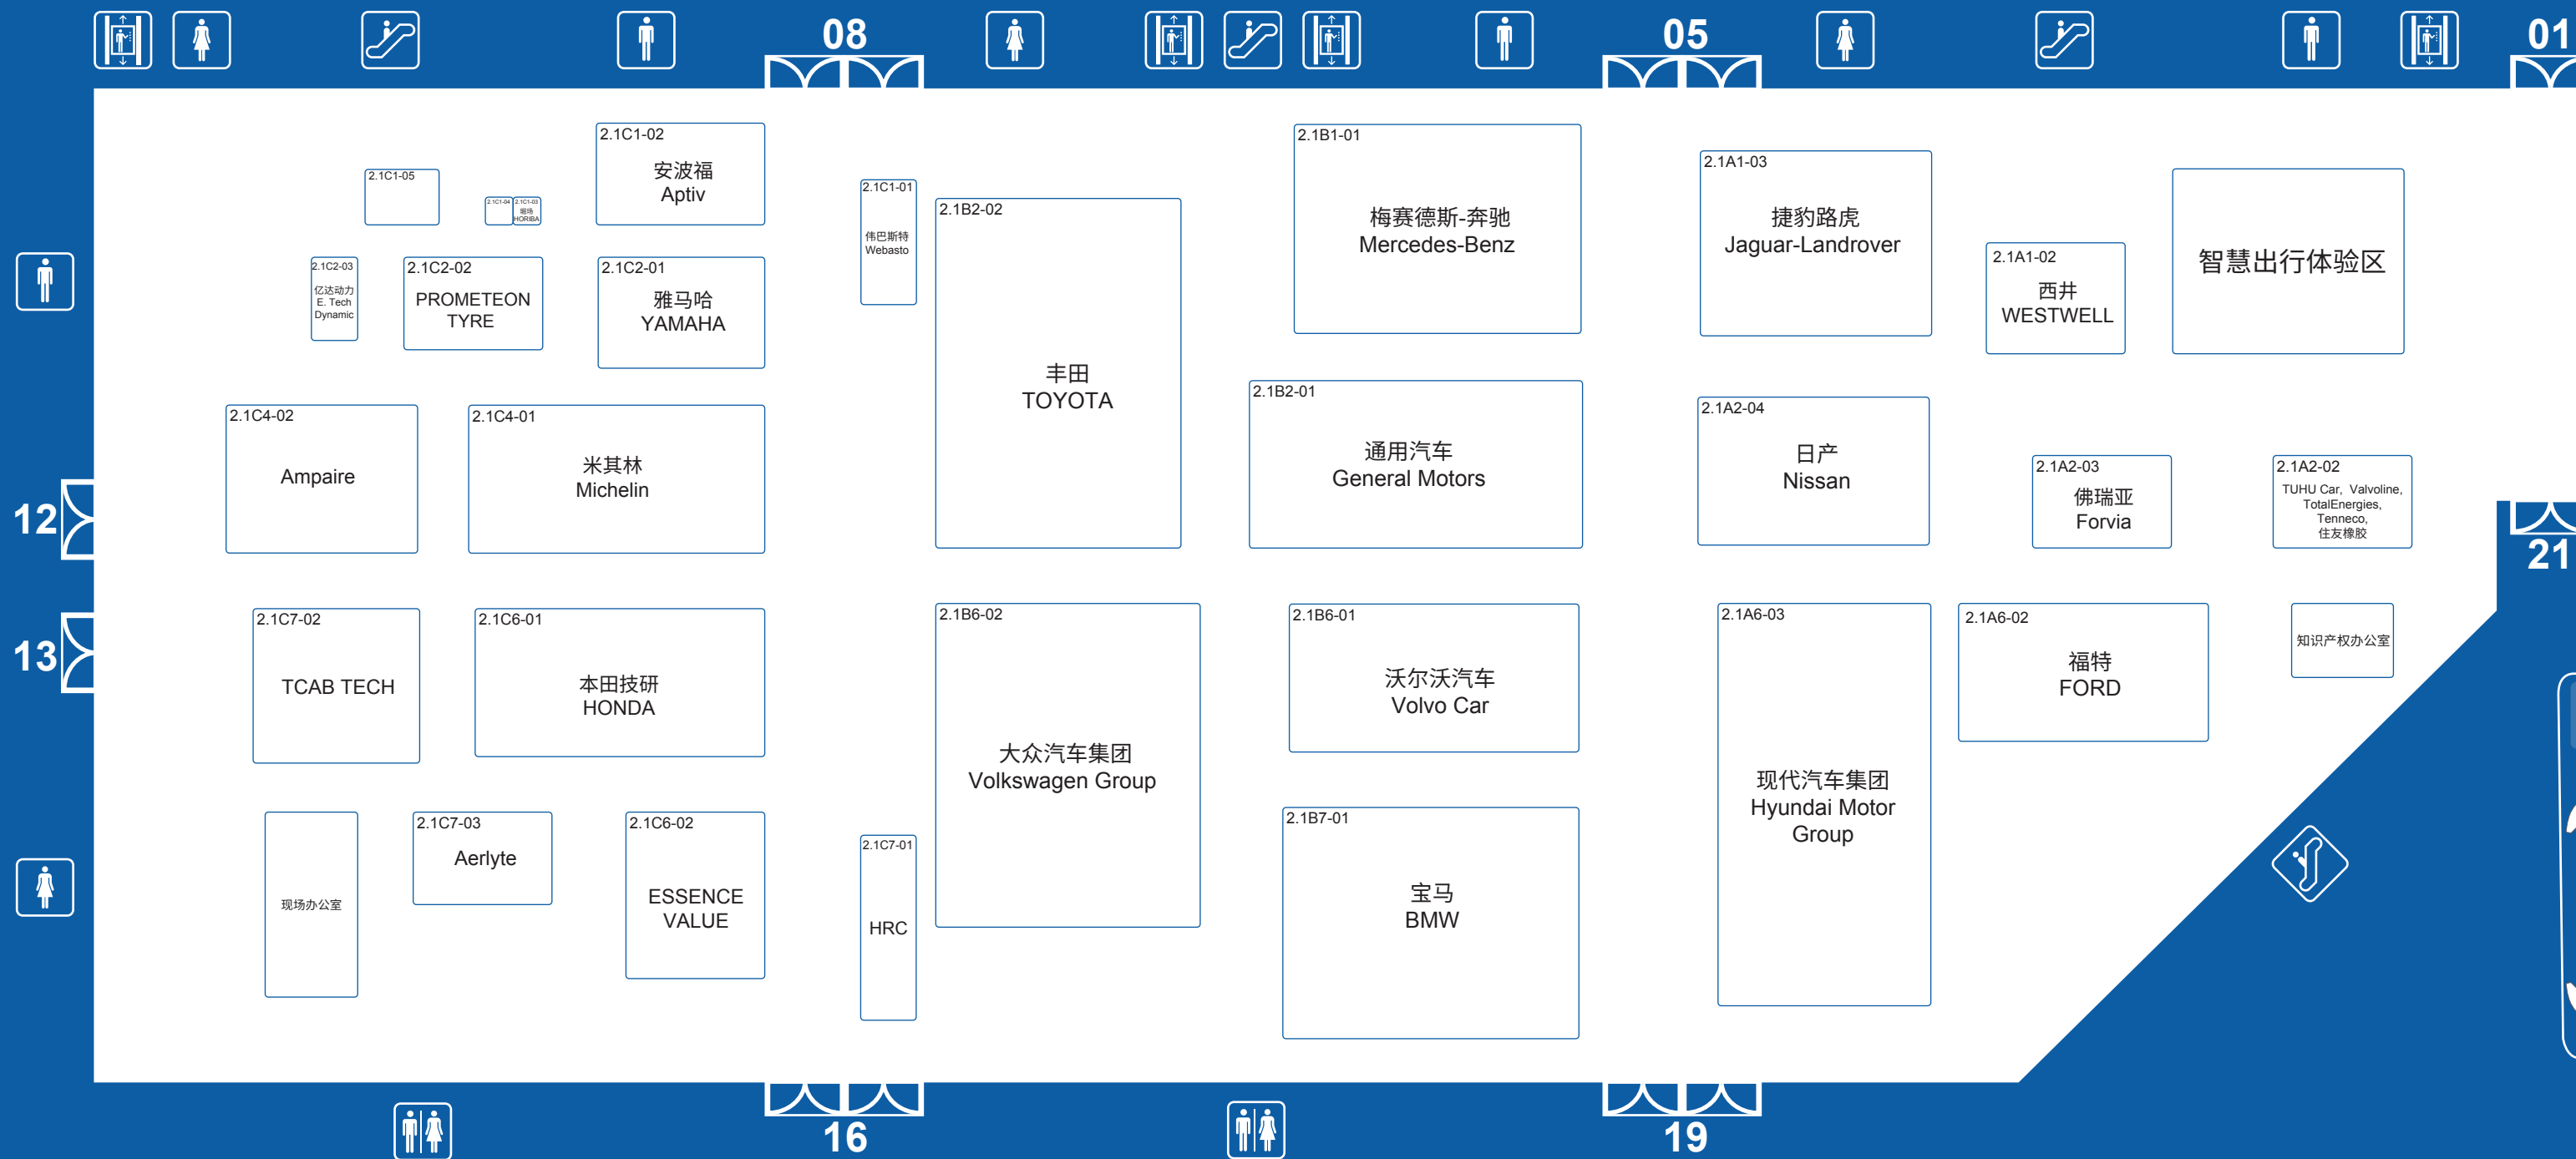 08
05
01
2.1C1-02
安波福
Aptiv
2.1C1-05
2.1C1-04
2.1C1-03
堀场
HORIBA
2.1C1-01
伟巴斯特
Webasto
2.1B2-02
丰田
TOYOTA
2.1B1-01
梅赛德斯-奔驰
Mercedes-Benz
2.1A1-03
捷豹路虎
Jaguar-Landrover
2.1A1-02
西井
WESTWELL
智慧出行体验区
2.1C2-03
亿达动力
E. Tech
Dynamic
2.1C2-02
PROMETEON
TYRE
2.1C2-01
雅马哈
YAMAHA
2.1B2-01
通用汽车
General Motors
2.1A2-04
日产
Nissan
2.1C4-02
Ampaire
2.1C4-01
米其林
Michelin
2.1A2-03
佛瑞亚
Forvia
2.1A2-02
TUHU Car, Valvoline,
TotalEnergies,
Tenneco,
住友橡胶
12
21
13
2.1C7-02
TCAB TECH
2.1C6-01
本田技研
HONDA
2.1B6-02
大众汽车集团
Volkswagen Group
2.1B6-01
沃尔沃汽车
Volvo Car
2.1A6-03
现代汽车集团
Hyundai Motor
Group
2.1A6-02
福特
FORD
知识产权办公室
现场办公室
2.1C7-03
Aerlyte
2.1C6-02
ESSENCE
VALUE
2.1C7-01
HRC
2.1B7-01
宝马
BMW
16
19